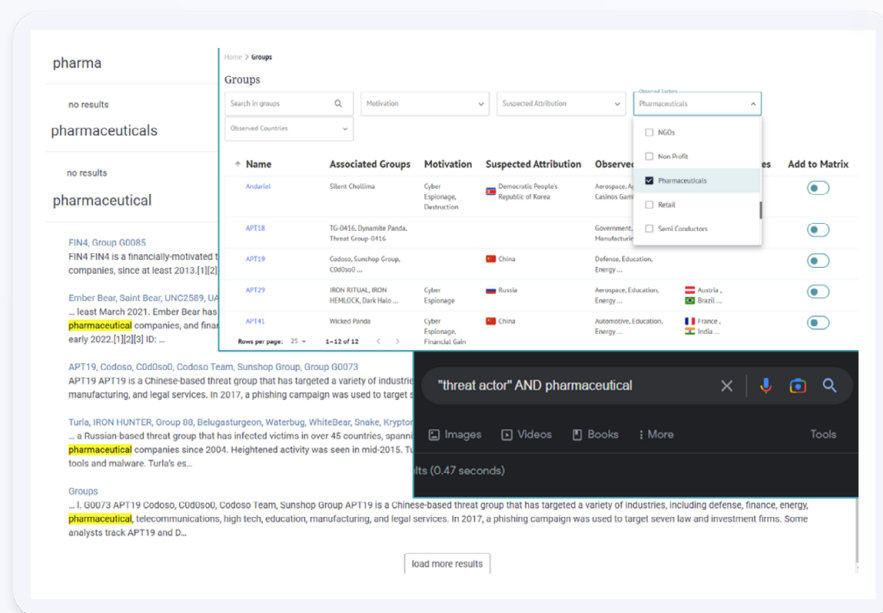 pharma
no results
pharmaceuticals
no results
pharmaceutical
FIN4, Group G0085
FIN4 FIN4 is a financially-motivated t
companies, since at least 2013.[1][2]
Ember Bear, Saint Bear, UNC2589, UA
... least March 2021. Ember Bear has
pharmaceutical companies, and finan
early 2022.[1][2][3] ID: ...
APT19, Codoso, C0d0so0, Codoso Team, Sunshop Group, Group G0073
APT19 APT19 is a Chinese-based threat group that has targeted a variety of industrie
manufacturing, and legal services. In 2017, a phishing campaign was used to target s
Turla, IRON HUNTER, Group 88, Belugasturgeon, Waterbug, WhiteBear, Snake, Krypton
... a Russian based threat group that has infected victims in over 45 countries, spanni
pharmaceutical companies since 2004. Heightened activity was seen in mid-2015. Tu
tools and malware. Turla's es...
Groups
... I. G0073 APT19 Codoso, C0d0so0, Codoso Team, Sunshop Group APT19 is a Chinese-based threat group that has targeted a variety of industries, including defense, finance, energy,
pharmaceutical, telecommunications, high tech, education, manufacturing, and legal services. In 2017, a phishing campaign was used to target seven law and investment firms. Some
analysts track APT19 and D...
load more results
Home > Groups
Groups
Search in groups
Motivation
Suspected Attribution
Observed Sectors
Pharmaceuticals
Observed Countries
NGOs
Non Profit
Pharmaceuticals
Retail
Semi Conductors
Name Associated Groups Motivation Suspected Attribution Observe es Add to Matrix
Andariel Silent Chollima Cyber Espionage, Destruction Democratic People's Republic of Korea Aerospace, A Casinos Gami
APT18 TG-0416, Dynamite Panda, Threat Group-0416 Government, Manufacturin
APT19 Codoso, Sunshop Group, C0d0so0 ... China Defense, Education, Energy ...
APT29 IRON RITUAL, IRON HEMLOCK, Dark Halo ... Cyber Espionage Russia Aerospace, Education, Energy ... Austria , Brazil ...
APT41 Wicked Panda Cyber Espionage, Financial Gain China Automotive, Education, Energy ... France , India ...
Rows per page: 25 1–12 of 12
"threat actor" AND pharmaceutical
Images Videos Books More Tools
lts (0.47 seconds)